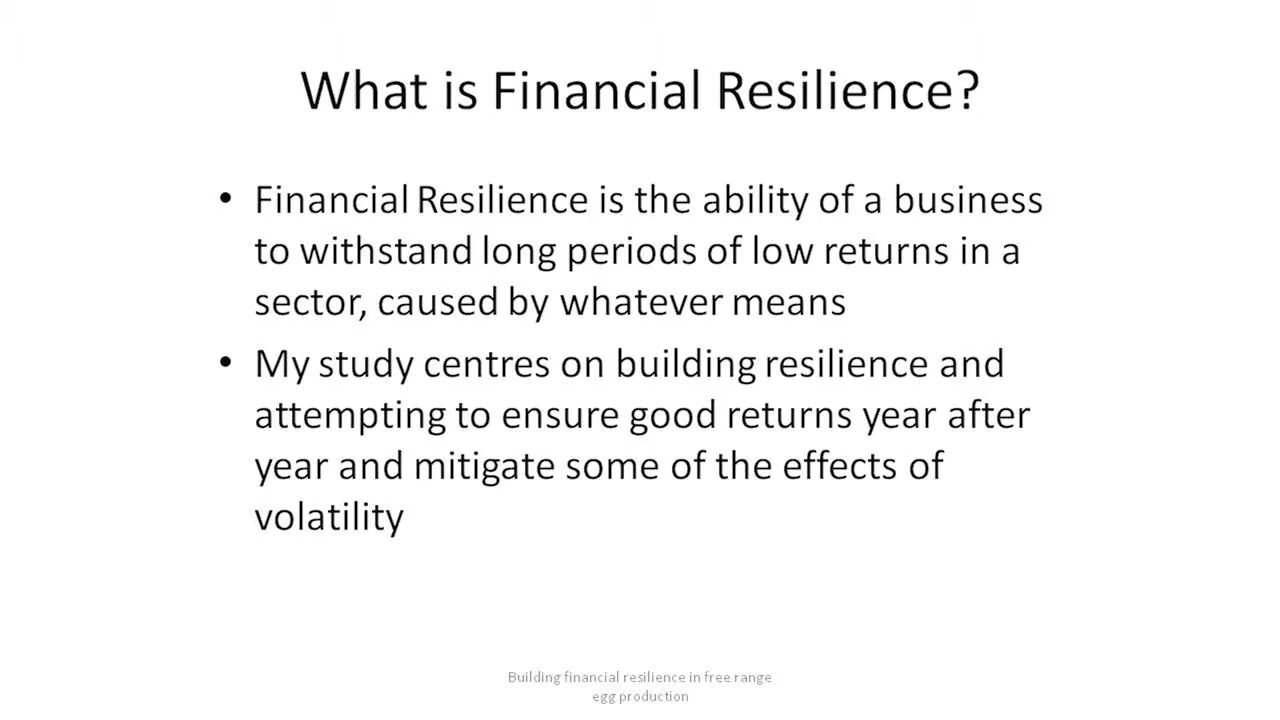 What is Financial Resilience?
• Financial Resilience is the ability of a business
to withstand long periods of low returns in a
sector, caused by whatever means
• My study centres on building resilience and
attempting to ensure good returns year after
year and mitigate some of the effects of
volatility
Building financial resilience in free range
egg production